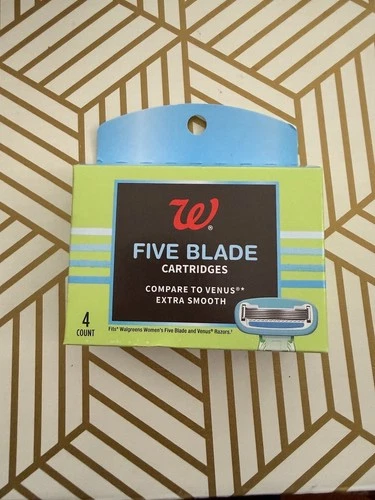 W®
FIVE BLADE
CARTRIDGES
COMPARE TO VENUS®*
EXTRA SMOOTH
4
COUNT
Fits* Walgreens Women's Five Blade and Venus® Razors.†